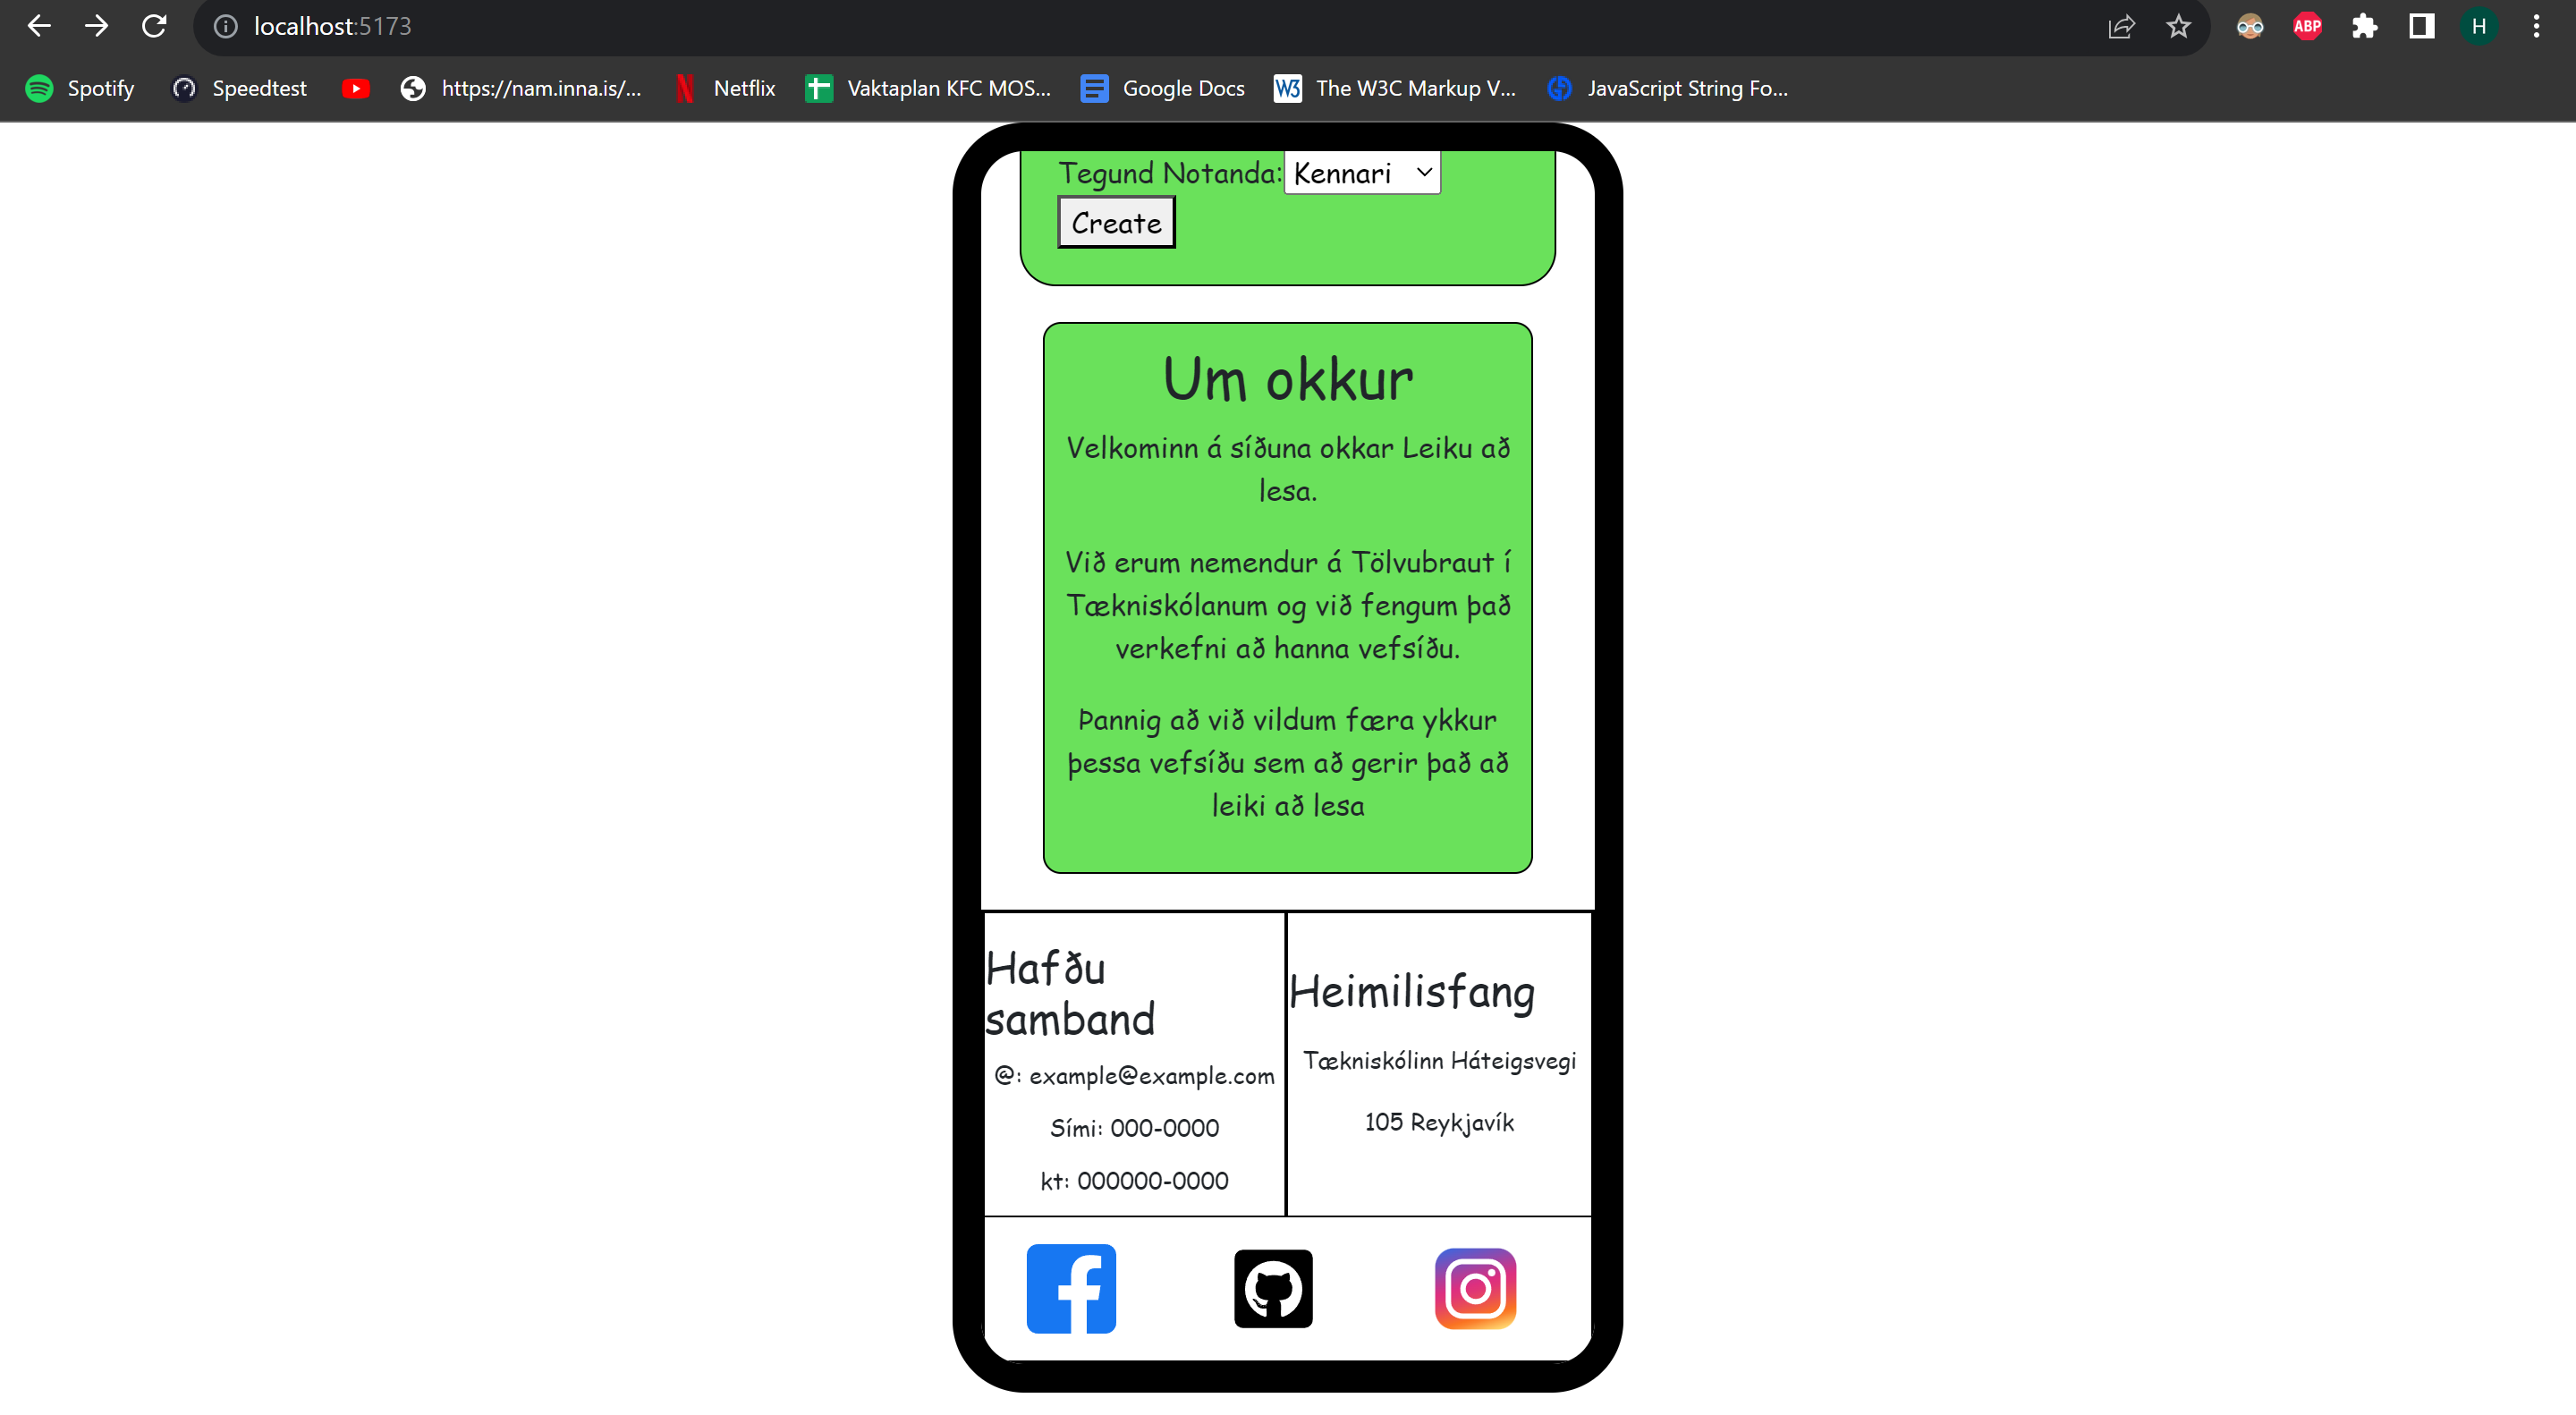 localhost:5173
ABP
H
Spotify
Speedtest
https://nam.inna.is/...
Netflix
Vaktaplan KFC MOS...
Google Docs
W3
The W3C Markup V...
JavaScript String Fo...
Tegund Notanda: Kennari
Create
Um okkur
Velkominn á síðuna okkar Leiku að
lesa.
Við erum nemendur á Tölvubraut í
Tækniskólanum og við fengum það
verkefni að hanna vefsíðu.
Þannig að við vildum færa ykkur
þessa vefsíðu sem að gerir það að
leiki að lesa
Hafðu
samband
@: example@example.com
Sími: 000-0000
kt: 000000-0000
Heimilisfang
Tækniskólinn Háteigsvegi
105 Reykjavík